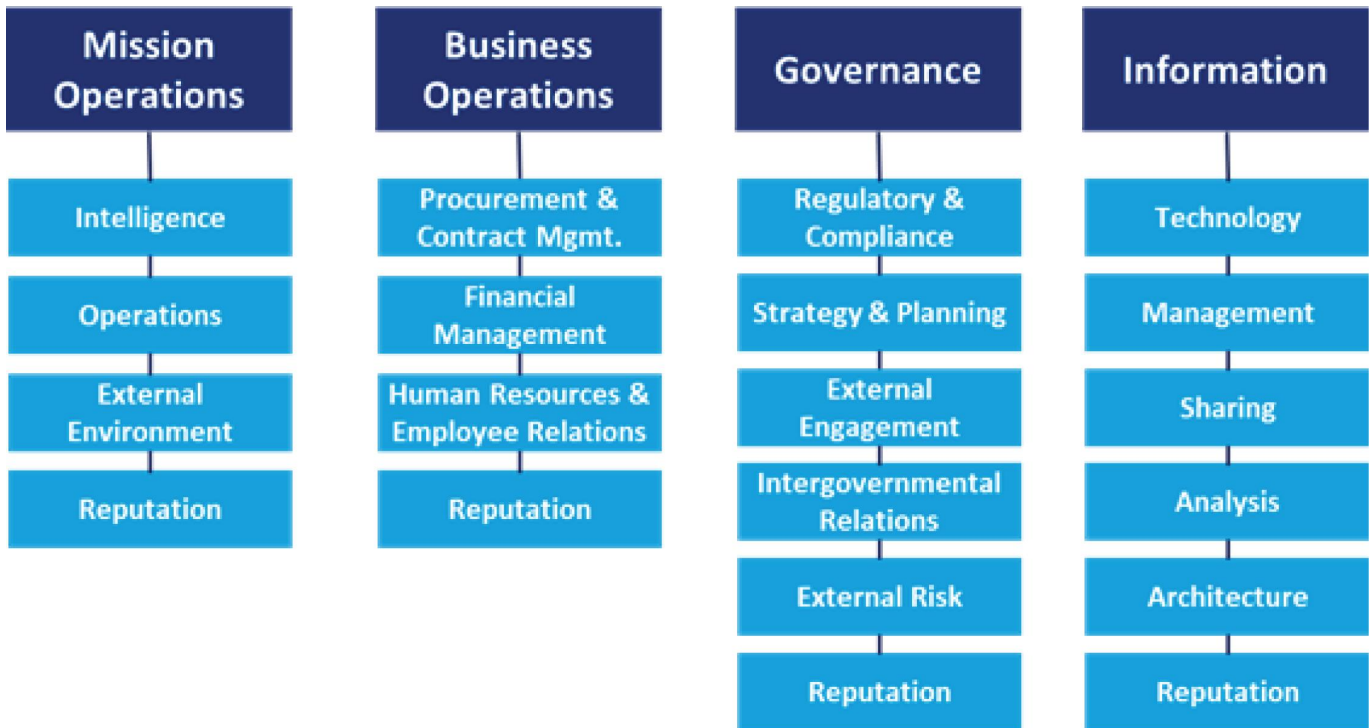 Mission
Operations
Intelligence
Operations
External
Environment
Reputation
Business
Operations
Procurement &
Contract Mgmt.
Financial
Management
Human Resources &
Employee Relations
Reputation
Governance
Regulatory &
Compliance
Strategy & Planning
External
Engagement
Intergovernmental
Relations
External Risk
Reputation
Information
Technology
Management
Sharing
Analysis
Architecture
Reputation